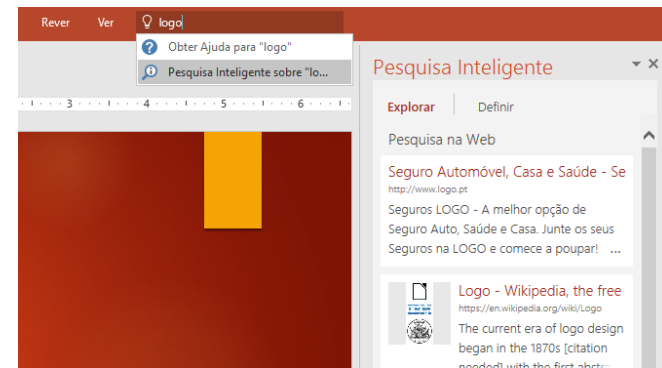 Rever Ver logo
Obter Ajuda para "logo"
Pesquisa Inteligente sobre "lo...
3 4 5 6
Pesquisa Inteligente
Explorar Definir
Pesquisa na Web
Seguro Automóvel, Casa e Saúde - Se
http://www.logo.pt
Seguros LOGO - A melhor opção de
Seguro Auto, Saúde e Casa. Junte os seus
Seguros na LOGO e comece a poupar! ...
Logo - Wikipedia, the free
https://en.wikipedia.org/wiki/Logo
IBM
The current era of logo design
began in the 1870s [citation
needed] with the first abstr